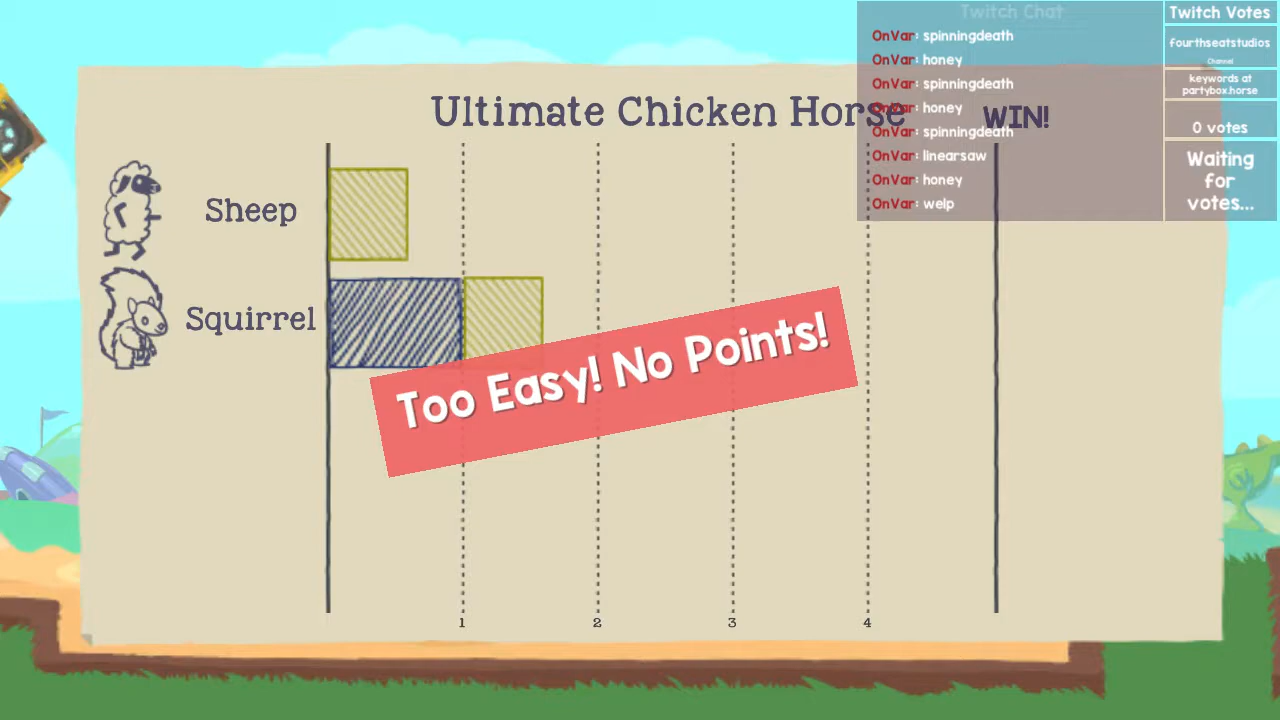 Twitch Chat
OnVar: spinningdeath
OnVar: honey
OnVar: spinningdeath
OnVar: honey
OnVar: spinningdeath
OnVar: linearsaw
OnVar: honey
OnVar: welp
Twitch Votes
fourthseatstudios
Channel
keywords at
partybox.horse
0 votes
Waiting
for
votes...
Ultimate Chicken Horse
WIN!
Sheep
Squirrel
Too Easy! No Points!
1
2
3
4